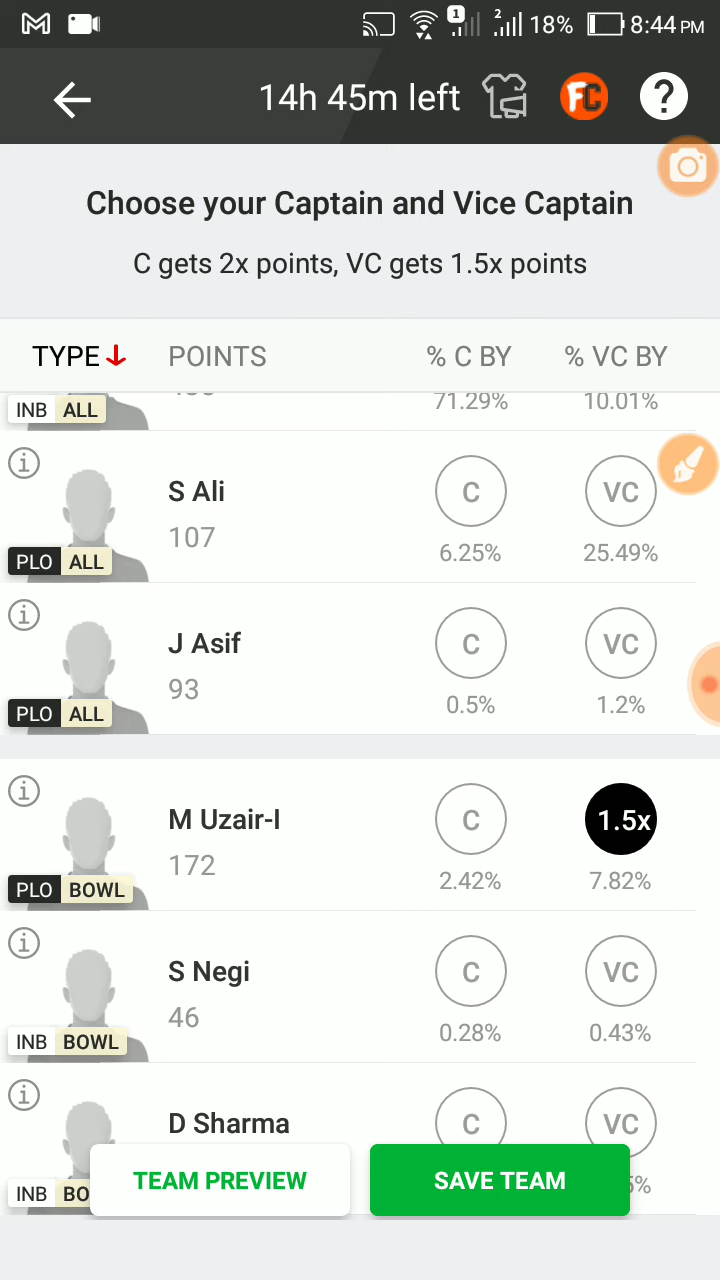 1 2 18% 8:44 PM
14h 45m left FC ?
Choose your Captain and Vice Captain
C gets 2x points, VC gets 1.5x points
TYPE POINTS % C BY % VC BY
INB ALL 71.29% 10.01%
S Ali C VC
107
PLO ALL 6.25% 25.49%
J Asif C VC
93
PLO ALL 0.5% 1.2%
M Uzair-I C 1.5x
172
PLO BOWL 2.42% 7.82%
S Negi C VC
46
INB BOWL 0.28% 0.43%
D Sharma C VC
INB BO
TEAM PREVIEW SAVE TEAM